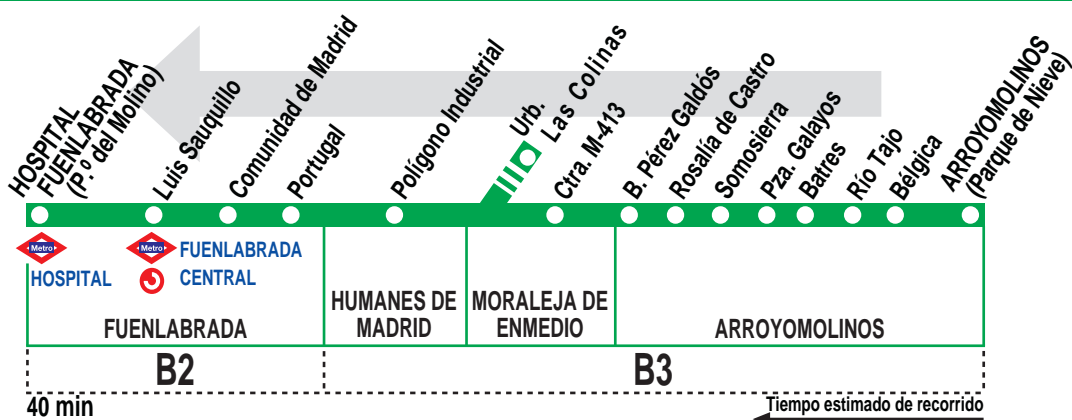 HOSPITAL
FUENLABRADA
(P.º del Molino)
Luis Sauquillo
Comunidad de Madrid
Portugal
Polígono Industrial
Urb.
Las Colinas
Ctra. M-413
B. Pérez Galdós
Rosalía de Castro
Somosierra
Pza. Galayos
Batres
Río Tajo
Bélgica
ARROYOMOLINOS
(Parque de Nieve)
Metro
HOSPITAL
Metro
FUENLABRADA
CENTRAL
FUENLABRADA
HUMANES DE
MADRID
MORALEJA DE
ENMEDIO
ARROYOMOLINOS
B2
B3
40 min
Tiempo estimado de recorrido